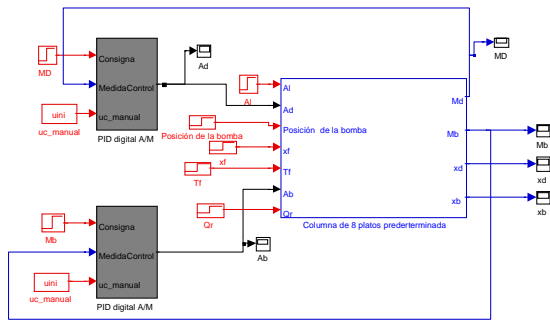 Consigna
MD
MedidaControl
uini
uc_manual
uc_manual
PID digital A/M
Ad
MD
Al
Al
Ad
Posición de la bomba
Posición  de la bomba
xf
xf
Tf
Tf
Ab
Qr
Qr
Md
Mb
xd
xb
Mb
xd
xb
Columna de 8 platos prederterminada
Consigna
Mb
MedidaControl
uini
uc_manual
uc_manual
PID digital A/M
Ab